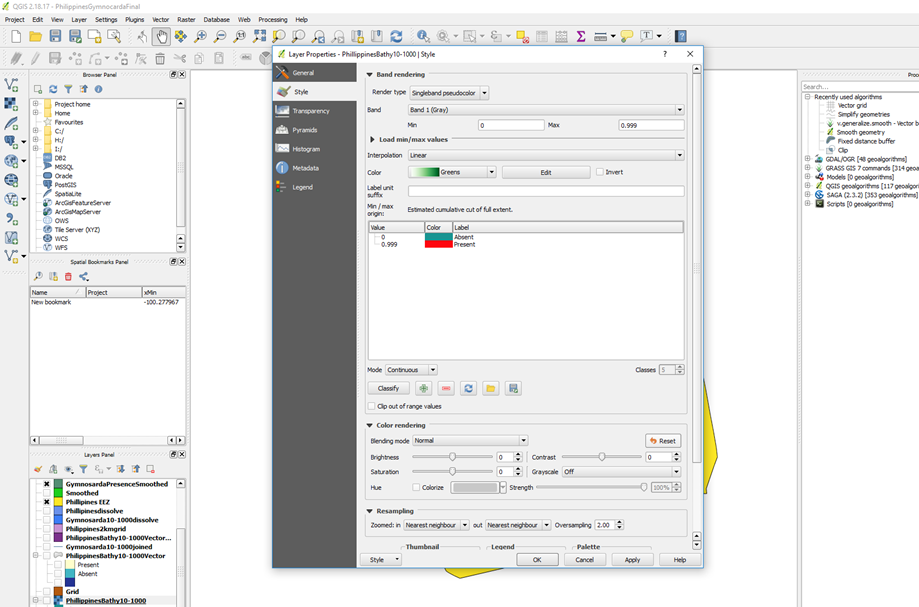 QGIS 2.18.17 - PhilippinesGymnocardaFinal
Project Edit View Layer Settings Plugins Vector Raster Database Web Processing Help
Browser Panel
Project home
Home
Favourites
C:/
H:/
I:/
DB2
MSSQL
Oracle
PostGIS
SpatiaLite
ArcGisFeatureServer
ArcGisMapServer
OWS
Tile Server (XYZ)
WCS
WFS
Spatial Bookmarks Panel
Name Project xMin
New bookmark -100.277967
Layers Panel
GymnosardaPresenceSmoothed
Smoothed
Phillipines EEZ
Philippinesdissolve
Gymnosarda10-1000dissolve
Philippines2kmgrid
PhilippinesBathy10-1000Vector...
Gymnosarda10-1000joined
PhilippinesBathy10-1000Vector
Present
Absent
Grid
PhilippinesBathy10-1000
Layer Properties - PhillippinesBathy10-1000 | Style
? X
General
Style
Transparency
Pyramids
Histogram
Metadata
Legend
Band rendering
Render type Singleband pseudocolor
Band Band 1 (Gray)
Min 0 Max 0.999
Load min/max values
Interpolation Linear
Color Greens Edit Invert
Label unit
suffix
Min / max
origin: Estimated cumulative cut of full extent.
Value Color Label
0 Absent
0.999 Present
Mode Continuous Classes 5
Classify
Clip out of range values
Color rendering
Blending mode Normal Reset
Brightness 0 Contrast 0
Saturation 0 Grayscale Off
Hue Colorize Strength 100%
Resampling
Zoomed: in Nearest neighbour out Nearest neighbour Oversampling 2.00
Thumbnail Legend Palette
Style OK Cancel Apply Help
Proc
Search...
Recently used algorithms
Vector grid
Simplify geometries
v.generalize.smooth - Vector b
Smooth geometry
Fixed distance buffer
Clip
GDAL/OGR [48 geoalgorithms]
GRASS GIS 7 commands [314 geoa
Models [0 geoalgorithms]
QGIS geoalgorithms [117 geoalgori
SAGA (2.3.2) [353 geoalgorithms]
Scripts [0 geoalgorithms]